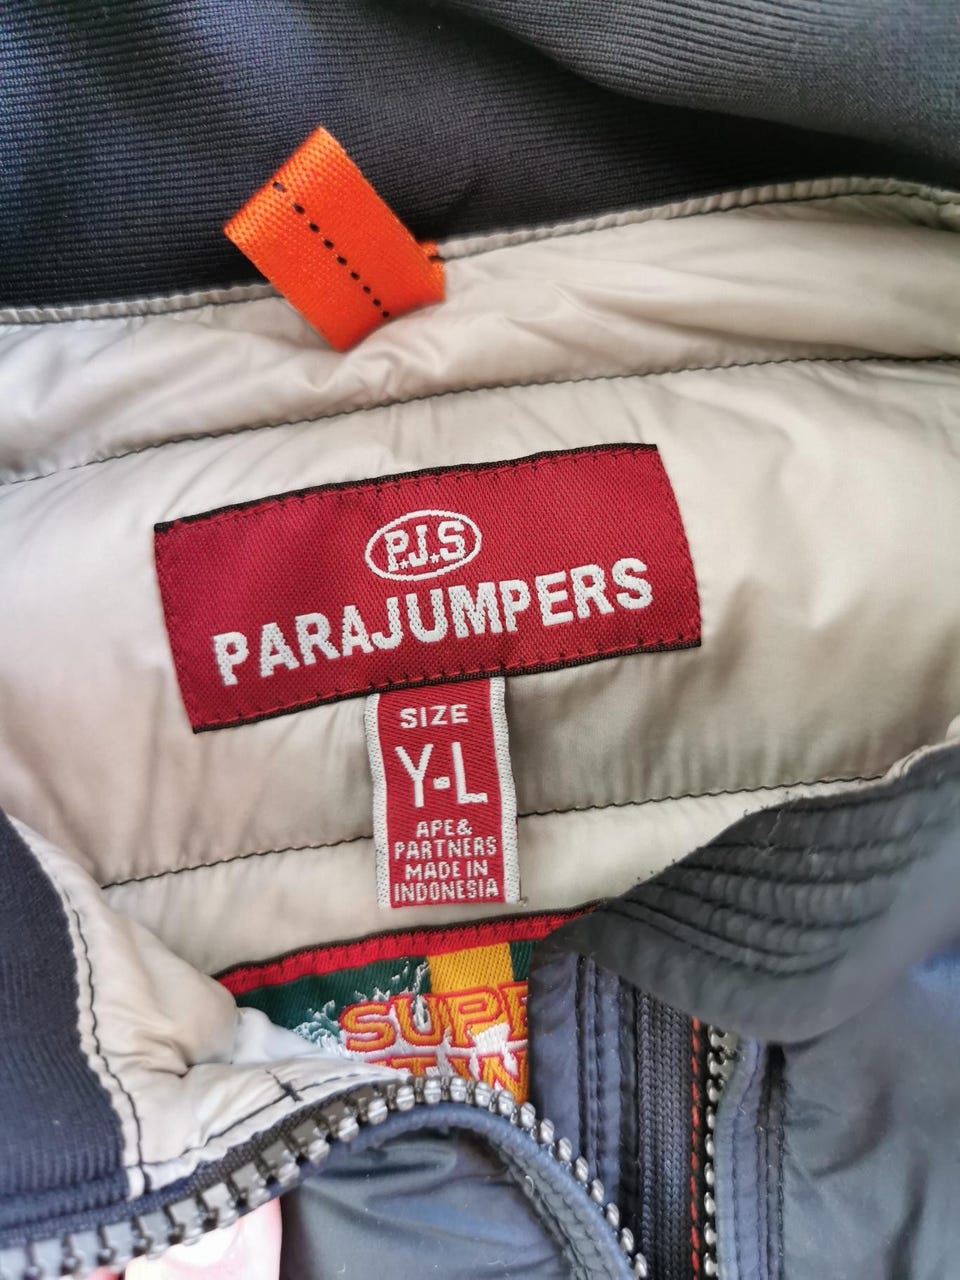 P.J.S
PARAJUMPERS
SIZE
Y-L
APE&
PARTNERS
MADE IN
INDONESIA